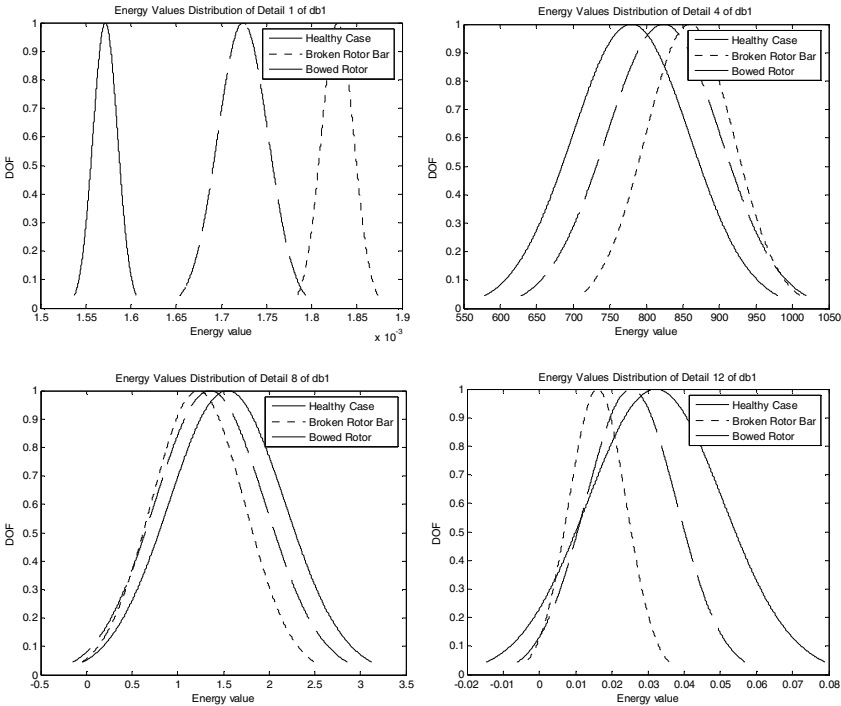 Energy Values Distribution of Detail 1 of db1
1
0.9
0.8
0.7
0.6
0.5
0.4
0.3
0.2
0.1
0
DOF
Healthy Case
Broken Rotor Bar
Bowed Rotor
1.5 1.55 1.6 1.65 1.7 1.75 1.8 1.85 1.9
x 10^-3
Energy value
Energy Values Distribution of Detail 4 of db1
1
0.9
0.8
0.7
0.6
0.5
0.4
0.3
0.2
0.1
0
DOF
Healthy Case
Broken Rotor Bar
Bowed Rotor
550 600 650 700 750 800 850 900 950 1000 1050
Energy value
Energy Values Distribution of Detail 8 of db1
1
0.9
0.8
0.7
0.6
0.5
0.4
0.3
0.2
0.1
0
DOF
Healthy Case
Broken Rotor Bar
Bowed Rotor
-0.5 0 0.5 1 1.5 2 2.5 3 3.5
Energy value
Energy Values Distribution of Detail 12 of db1
1
0.9
0.8
0.7
0.6
0.5
0.4
0.3
0.2
0.1
0
DOF
Healthy Case
Broken Rotor Bar
Bowed Rotor
-0.02 -0.01 0 0.01 0.02 0.03 0.04 0.05 0.06 0.07 0.08
Energy value